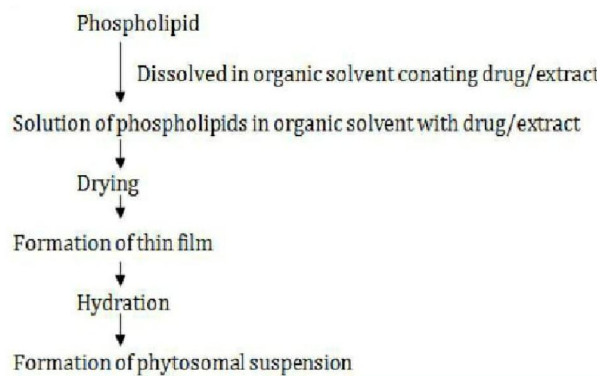 Phospholipid
Dissolved in organic solvent conating drug/extract
Solution of phospholipids in organic solvent with drug/extract
Drying
Formation of thin film
Hydration
Formation of phytosomal suspension